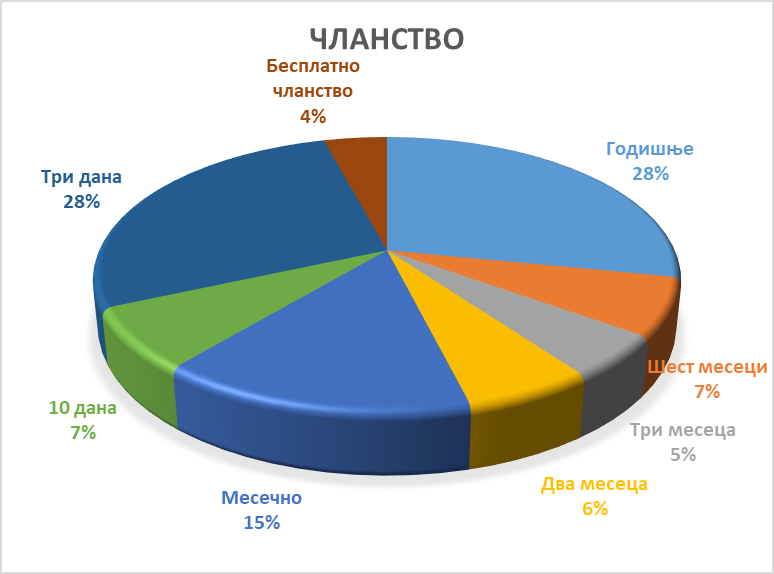 ЧЛАНСТВО
Бесплатно
чланство
4%
Годишње
28%
Три дана
28%
Шест месеци
7%
10 дана
7%
Три месеца
5%
Два месеца
6%
Месечно
15%